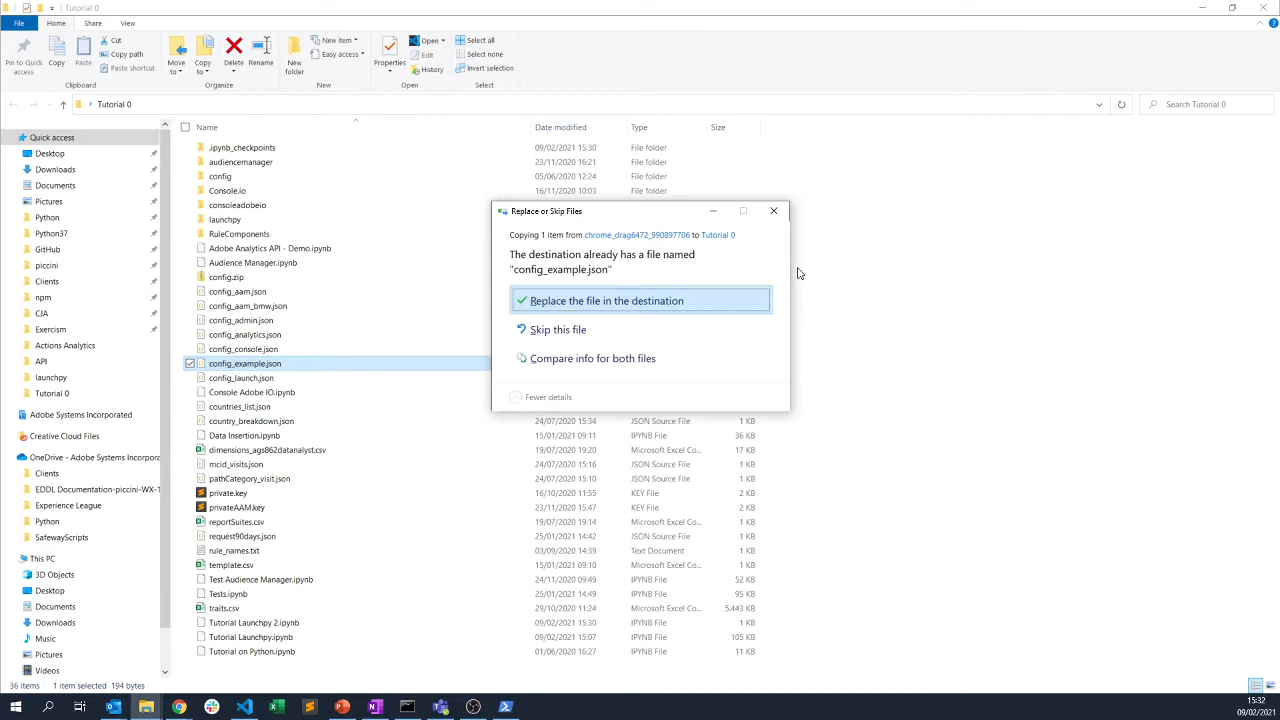 Tutorial 0
File Home Share View
Pin to Quick access
Copy
Paste
Cut
Copy path
Paste shortcut
Move to
Copy to
Delete
Rename
New folder
New item
Easy access
Properties
Open
Edit
History
Select all
Select none
Invert selection
Clipboard Organize New Open Select
Tutorial 0
Search Tutorial 0
Quick access
Desktop
Downloads
Documents
Pictures
Python
Python37
GitHub
piccini
Clients
npm
CJA
Exercism
Actions Analytics
API
launchpy
Tutorial 0
Adobe Systems Incorporated
Creative Cloud Files
OneDrive - Adobe Systems Incorpora
Clients
EDDL Documentation-piccini-WX-1
Experience League
Python
SafewayScripts
This PC
3D Objects
Desktop
Documents
Downloads
Music
Pictures
Videos
Name Date modified Type Size
.ipynb_checkpoints 09/02/2021 15:30 File folder
audiencemanager 23/11/2020 16:21 File folder
config 05/06/2020 12:24 File folder
Console.io 16/11/2020 10:03 File folder
consoleadobeio
launchpy
RuleComponents
Adobe Analytics API - Demo.ipynb
Audience Manager.ipynb
config.zip
config_aam.json
config_aam_bmw.json
config_admin.json
config_analytics.json
config_console.json
config_example.json
config_launch.json
Console Adobe IO.ipynb
countries_list.json
country_breakdown.json 24/07/2020 15:34 JSON Source File 1 KB
Data Insertion.ipynb 15/01/2021 09:11 IPYNB File 36 KB
dimensions_ags862datanalyst.csv 19/07/2020 19:20 Microsoft Excel Co... 17 KB
mcid_visits.json 24/07/2020 15:16 JSON Source File 1 KB
pathCategory_visit.json 24/07/2020 15:10 JSON Source File 1 KB
private.key 16/10/2020 11:55 KEY File 2 KB
privateAAM.key 23/11/2020 15:47 KEY File 2 KB
reportSuites.csv 19/07/2020 19:14 Microsoft Excel Co... 1 KB
request90days.json 25/01/2021 14:42 JSON Source File 1 KB
rule_names.txt 03/09/2020 14:39 Text Document 1 KB
template.csv 15/01/2021 09:10 Microsoft Excel Co... 1 KB
Test Audience Manager.ipynb 24/11/2020 09:49 IPYNB File 52 KB
Tests.ipynb 25/01/2021 14:49 IPYNB File 95 KB
traits.csv 29/10/2020 11:24 Microsoft Excel Co... 5.443 KB
Tutorial Launchpy 2.ipynb 09/02/2021 15:30 IPYNB File 1 KB
Tutorial Launchpy.ipynb 09/02/2021 15:07 IPYNB File 105 KB
Tutorial on Python.ipynb 01/06/2020 16:27 IPYNB File 11 KB
Replace or Skip Files
Copying 1 item from chrome_drag6472_990897706 to Tutorial 0
The destination already has a file named
"config_example.json"
Replace the file in the destination
Skip this file
Compare info for both files
Fewer details
36 items 1 item selected 194 bytes
15:32
09/02/2021